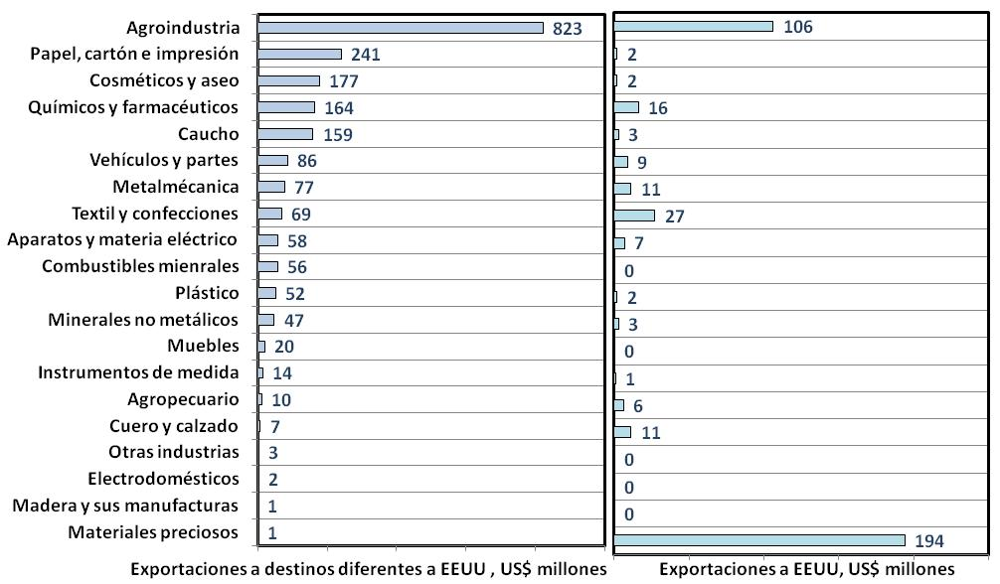 Agroindustria 823 106
Papel, cartón e impresión 241 2
Cosméticos y aseo 177 2
Químicos y farmacéuticos 164 16
Caucho 159 3
Vehículos y partes 86 9
Metalmécanica 77 11
Textil y confecciones 69 27
Aparatos y materia eléctrico 58 7
Combustibles mienrales 56 0
Plástico 52 2
Minerales no metálicos 47 3
Muebles 20 0
Instrumentos de medida 14 1
Agropecuario 10 6
Cuero y calzado 7 11
Otras industrias 3 0
Electrodomésticos 2 0
Madera y sus manufacturas 1 0
Materiales preciosos 1 194
Exportaciones a destinos diferentes a EEUU , US$ millones Exportaciones a EEUU, US$ millones